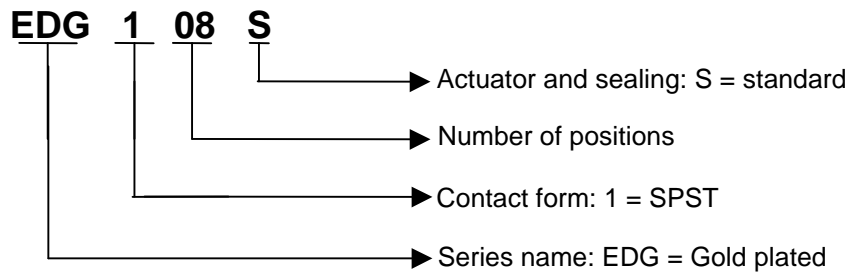 EDG 1 08 S
Actuator and sealing: S = standard
Number of positions
Contact form: 1 = SPST
Series name: EDG = Gold plated